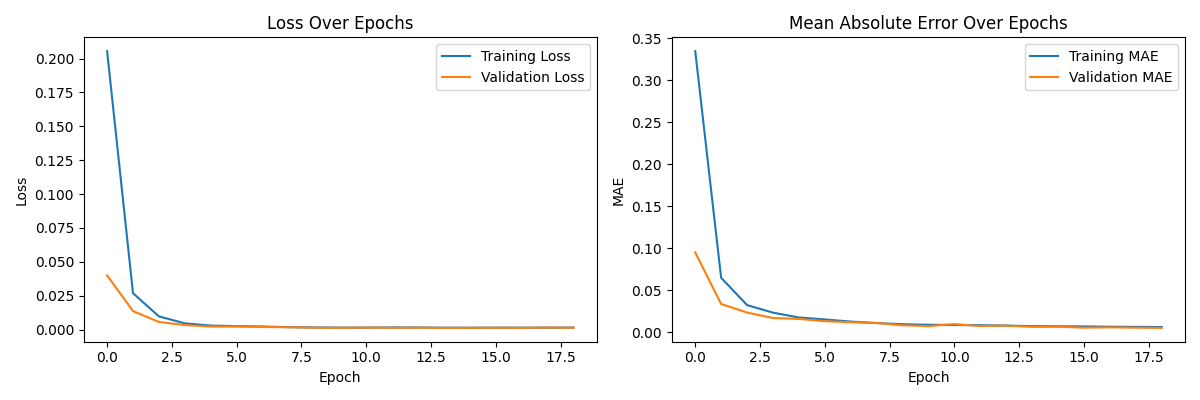 Loss Over Epochs
Training Loss
Validation Loss
0.200
0.175
0.150
0.125
0.100
0.075
0.050
0.025
0.000
Loss
0.0 2.5 5.0 7.5 10.0 12.5 15.0 17.5
Epoch
Mean Absolute Error Over Epochs
Training MAE
Validation MAE
0.35
0.30
0.25
0.20
0.15
0.10
0.05
0.00
MAE
0.0 2.5 5.0 7.5 10.0 12.5 15.0 17.5
Epoch